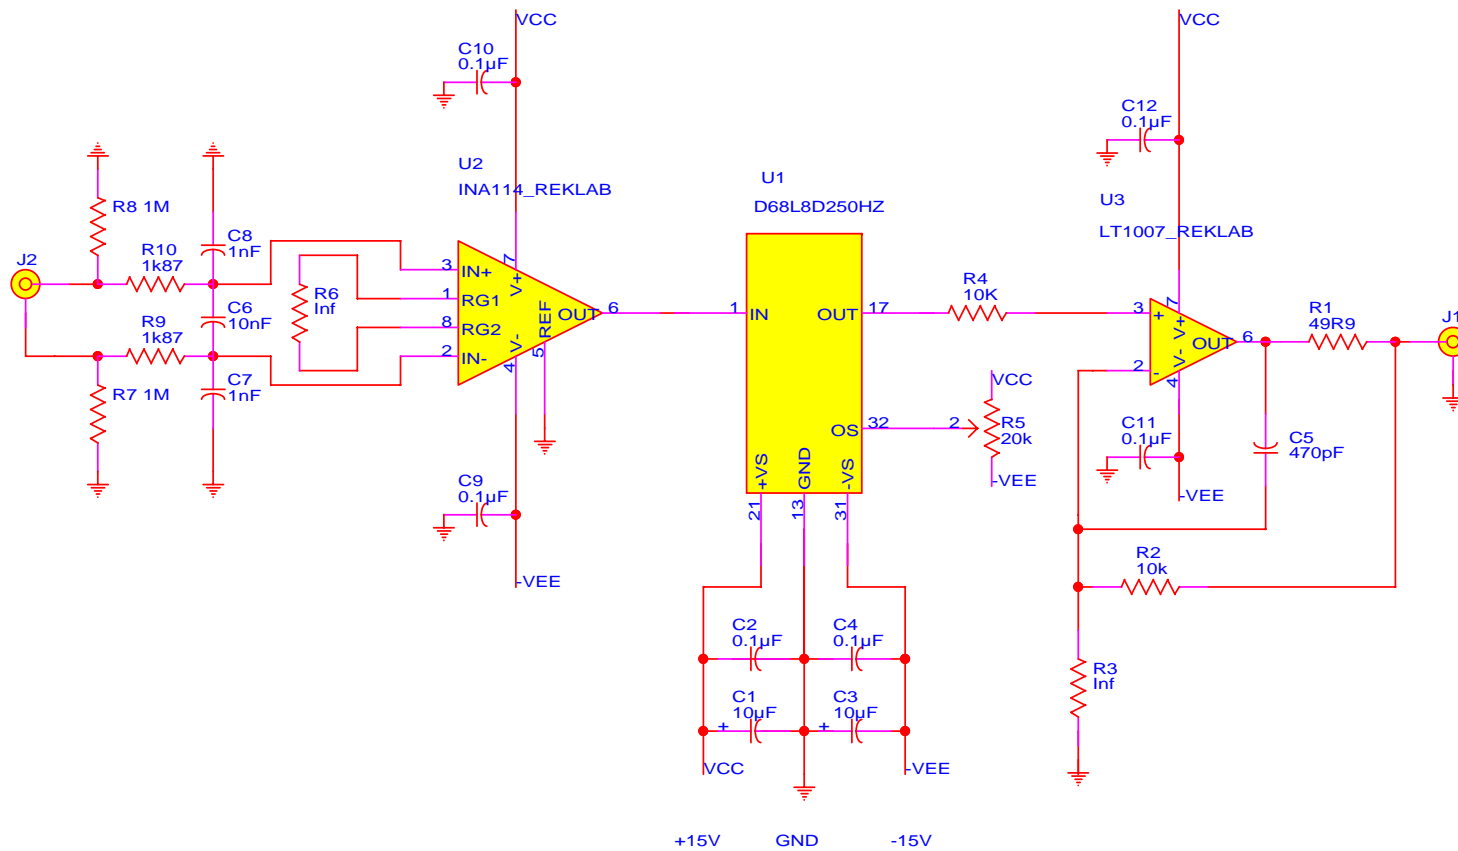 VCC
C10
0.1µF
U2
INA114_REKLAB
R8 1M
J2
R10
1k87
C8
1nF
R6
Inf
C6
10nF
R9
1k87
C7
1nF
R7 1M
3 IN+
1 RG1
8 RG2
2 IN-
7
V+
V-
4
REF
5
OUT 6
C9
0.1µF
-VEE
U1
D68L8D250HZ
1 IN
OUT 17
OS 32
+VS
GND
-VS
21
13
31
2
VCC
R5
20k
-VEE
R4
10K
C2
0.1µF
C4
0.1µF
C1
10µF
+
C3
10µF
+
VCC
-VEE
+15V GND -15V
VCC
C12
0.1µF
U3
LT1007_REKLAB
3 +
2 -
7
V+
V-
4
OUT 6
R1
49R9
J1
C11
0.1µF
-VEE
C5
470pF
R2
10k
R3
Inf